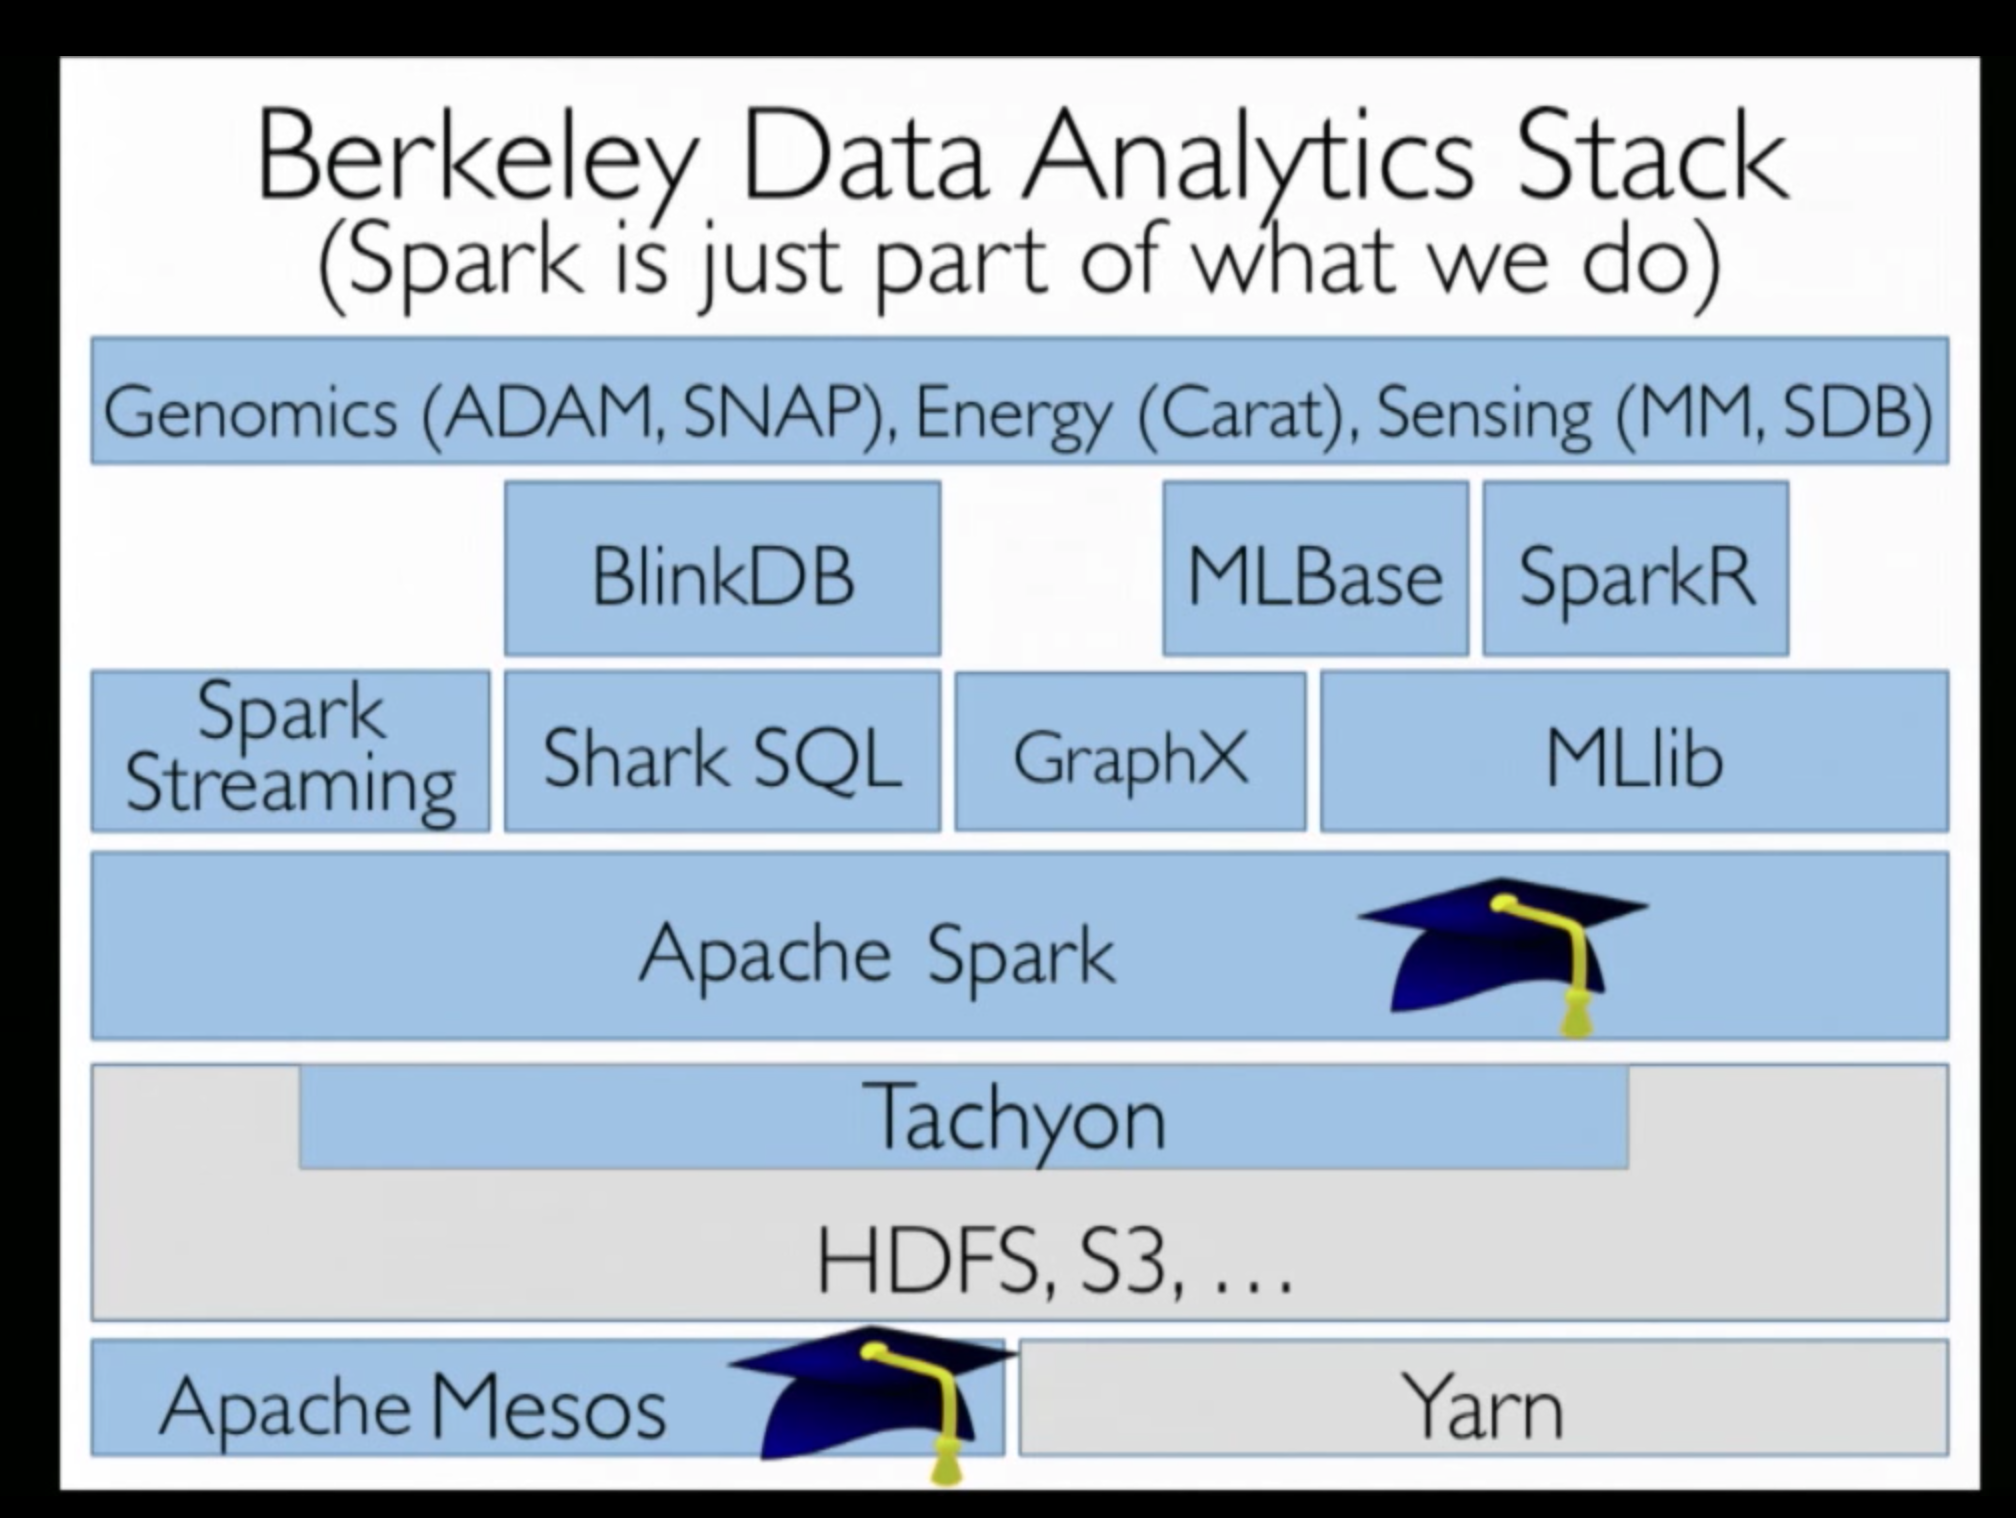 Berkeley Data Analytics Stack
(Spark is just part of what we do)
Genomics (ADAM, SNAP), Energy (Carat), Sensing (MM, SDB)
BlinkDB
MLBase
SparkR
Spark
Streaming
Shark SQL
GraphX
MLlib
Apache Spark
Tachyon
HDFS, S3, ...
Apache Mesos
Yarn